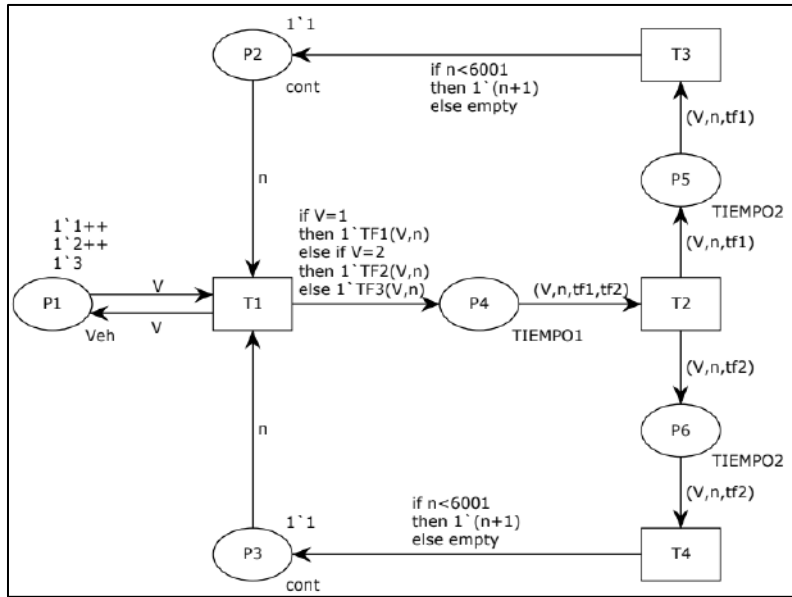 1`1
P2
cont
if n<6001
then 1`(n+1)
else empty
T3
(V,n,tf1)
P5
TIEMPO2
(V,n,tf1)
n
1`1++
1`2++
1`3
P1
Veh
V
V
T1
if V=1
then 1`TF1(V,n)
else if V=2
then 1`TF2(V,n)
else 1`TF3(V,n)
P4
TIEMPO1
(V,n,tf1,tf2)
T2
(V,n,tf2)
P6
TIEMPO2
(V,n,tf2)
n
1`1
P3
cont
if n<6001
then 1`(n+1)
else empty
T4